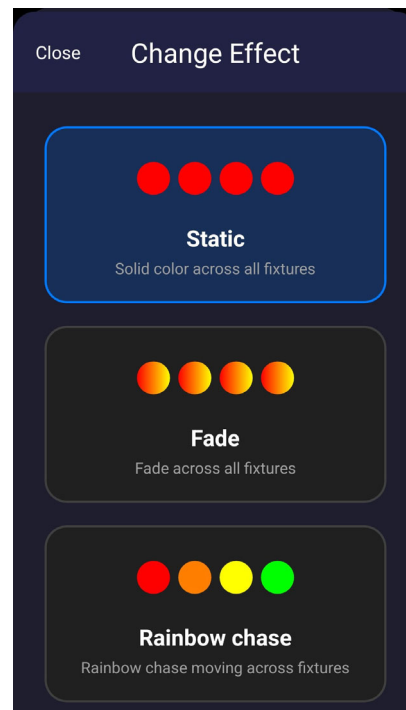 Close
Change Effect
Static
Solid color across all fixtures
Fade
Fade across all fixtures
Rainbow chase
Rainbow chase moving across fixtures